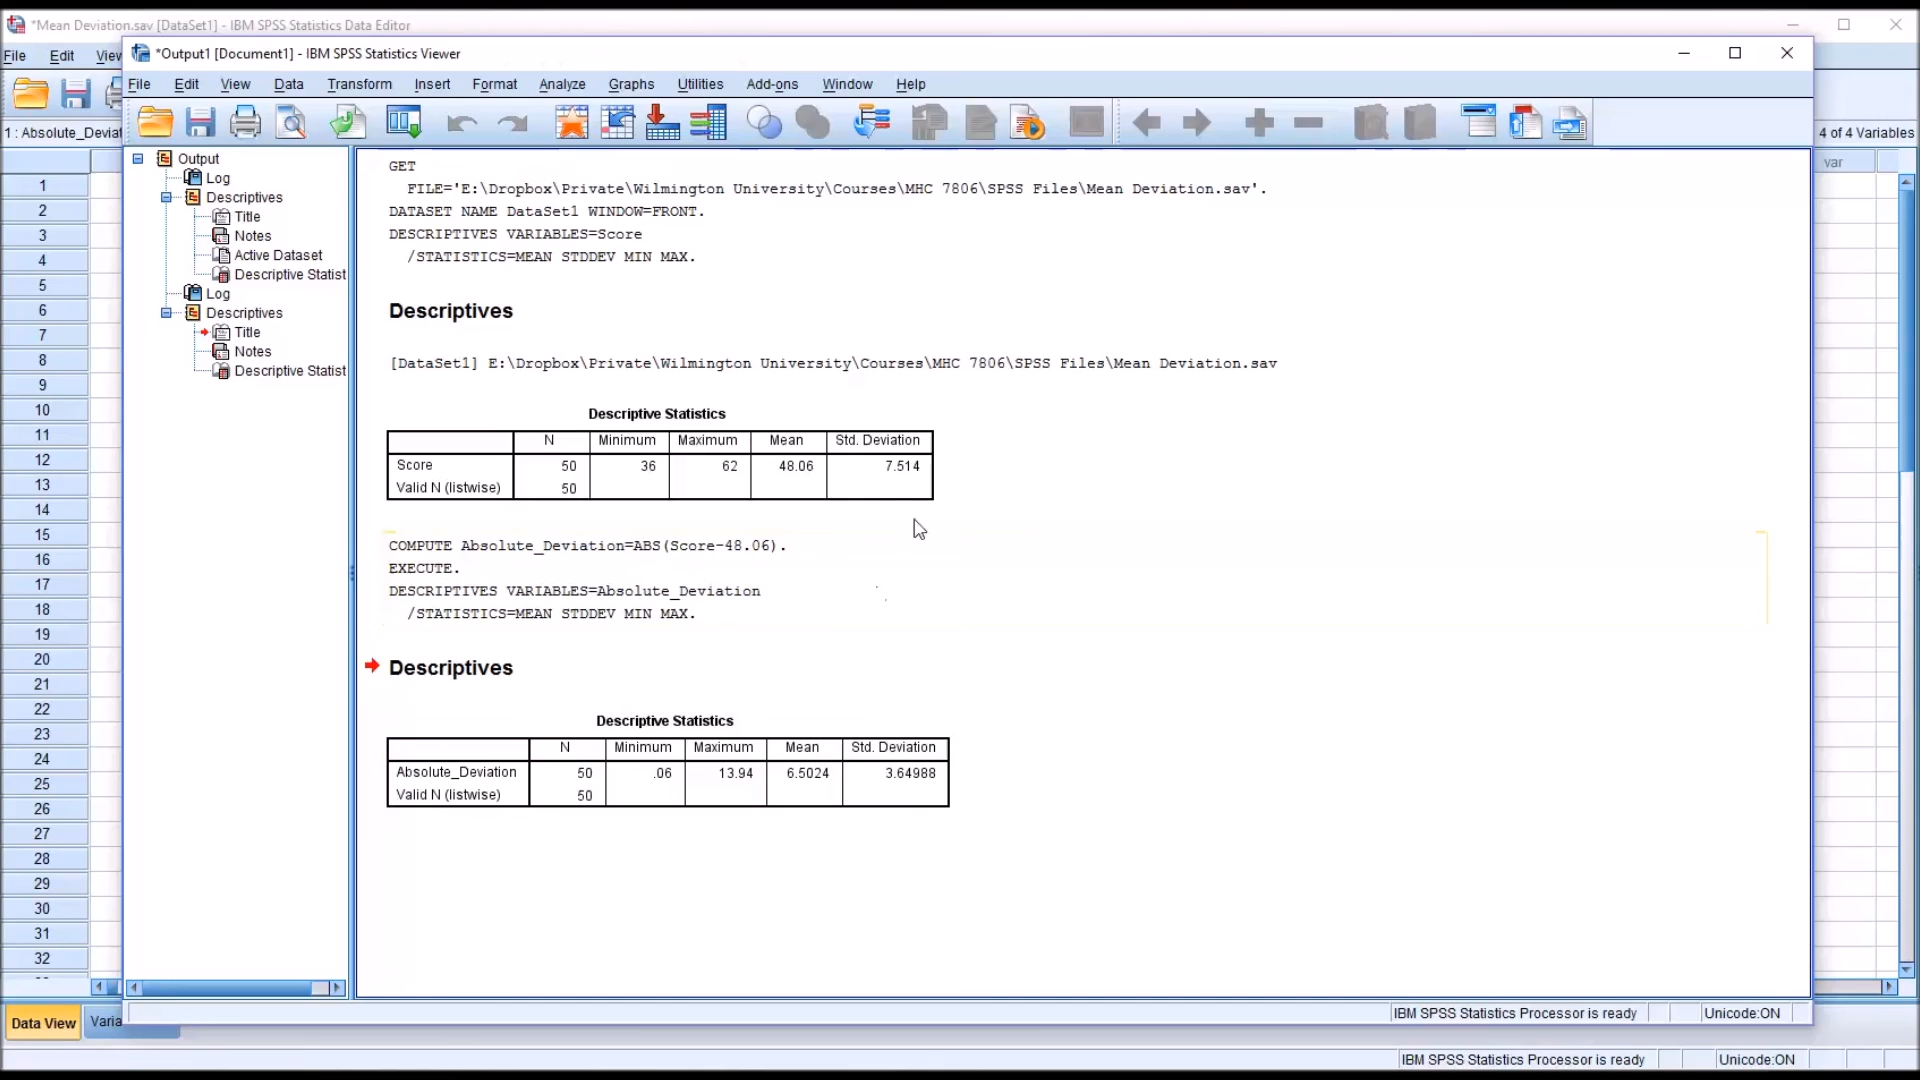 *Mean Deviation.sav [DataSet1] - IBM SPSS Statistics Data Editor
File Edit View
*Output1 [Document1] - IBM SPSS Statistics Viewer
File Edit View Data Transform Insert Format Analyze Graphs Utilities Add-ons Window Help
1 : Absolute_Deviat
4 of 4 Variables
var
1
2
3
4
5
6
7
8
9
10
11
12
13
14
15
16
17
18
19
20
21
22
23
24
25
26
27
28
29
30
31
32
Output
Log
Descriptives
Title
Notes
Active Dataset
Descriptive Statist
Log
Descriptives
Title
Notes
Descriptive Statist
GET
FILE='E:\Dropbox\Private\Wilmington University\Courses\MHC 7806\SPSS Files\Mean Deviation.sav'.
DATASET NAME DataSet1 WINDOW=FRONT.
DESCRIPTIVES VARIABLES=Score
/STATISTICS=MEAN STDDEV MIN MAX.
Descriptives
[DataSet1] E:\Dropbox\Private\Wilmington University\Courses\MHC 7806\SPSS Files\Mean Deviation.sav
Descriptive Statistics
N Minimum Maximum Mean Std. Deviation
Score 50 36 62 48.06 7.514
Valid N (listwise) 50
COMPUTE Absolute_Deviation=ABS(Score-48.06).
EXECUTE.
DESCRIPTIVES VARIABLES=Absolute_Deviation
/STATISTICS=MEAN STDDEV MIN MAX.
Descriptives
Descriptive Statistics
N Minimum Maximum Mean Std. Deviation
Absolute_Deviation 50 .06 13.94 6.5024 3.64988
Valid N (listwise) 50
IBM SPSS Statistics Processor is ready Unicode:ON
Data View Varia
IBM SPSS Statistics Processor is ready Unicode:ON